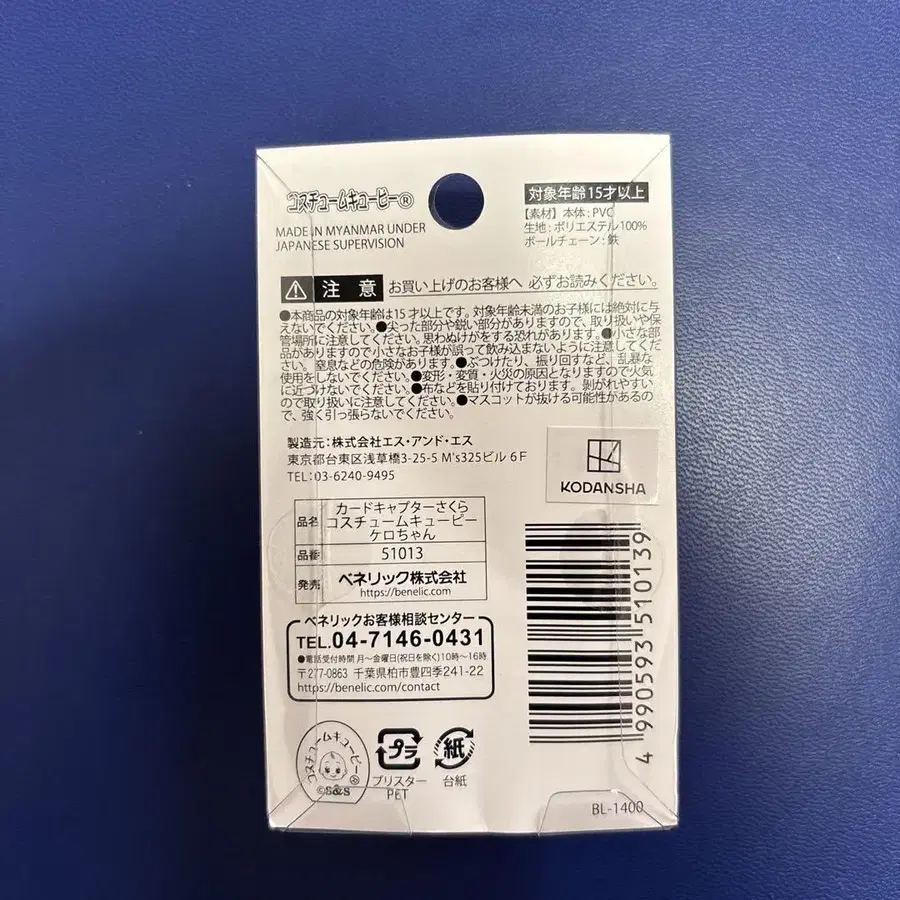 コスチュームキューピー®
MADE IN MYANMAR UNDER
JAPANESE SUPERVISION
対象年齢15才以上
【素材】本体:PVC
生地:ポリエステル100%
ボールチェーン:鉄
注意 お買い上げのお客様へ 必ずお読みください。
●本商品の対象年齢は15才以上です。対象年齢未満のお子様には絶対に与
えないでください。●尖った部分や鋭い部分がありますので、取り扱いや保
管場所に注意してください。思わぬけがをする恐れがあります。●小さな部
品がありますので小さなお子様が誤って飲み込まないように注意してくださ
い。窒息などの危険があります。●ぶつけたり、振り回すなど、乱暴な
使用をしないでください。●変形・変質・火災の原因となりますので火気
に近づけないでください。●布などを貼り付けております。剝がれやすい
ので取り扱いに注意してください。●マスコットが抜ける可能性があるの
で、強く引っ張らないでください。
製造元:株式会社エス・アンド・エス
東京都台東区浅草橋3-25-5 M's325ビル 6F
TEL:03-6240-9495
KODANSHA
品名 カードキャプターさくら
コスチュームキューピー
ケロちゃん
品番 51013
発売 ベネリック株式会社
https://benelic.com/
ベネリックお客様相談センター
TEL.04-7146-0431
●電話受付時間 月～金曜日(祝日を除く)10時～16時
〒277-0863 千葉県柏市豊四季241-22
https://benelic.com/contact
4990593510139
コスチュームキューピー®
©S&S
プラ
ブリスター
PET
紙
台紙
BL-1400